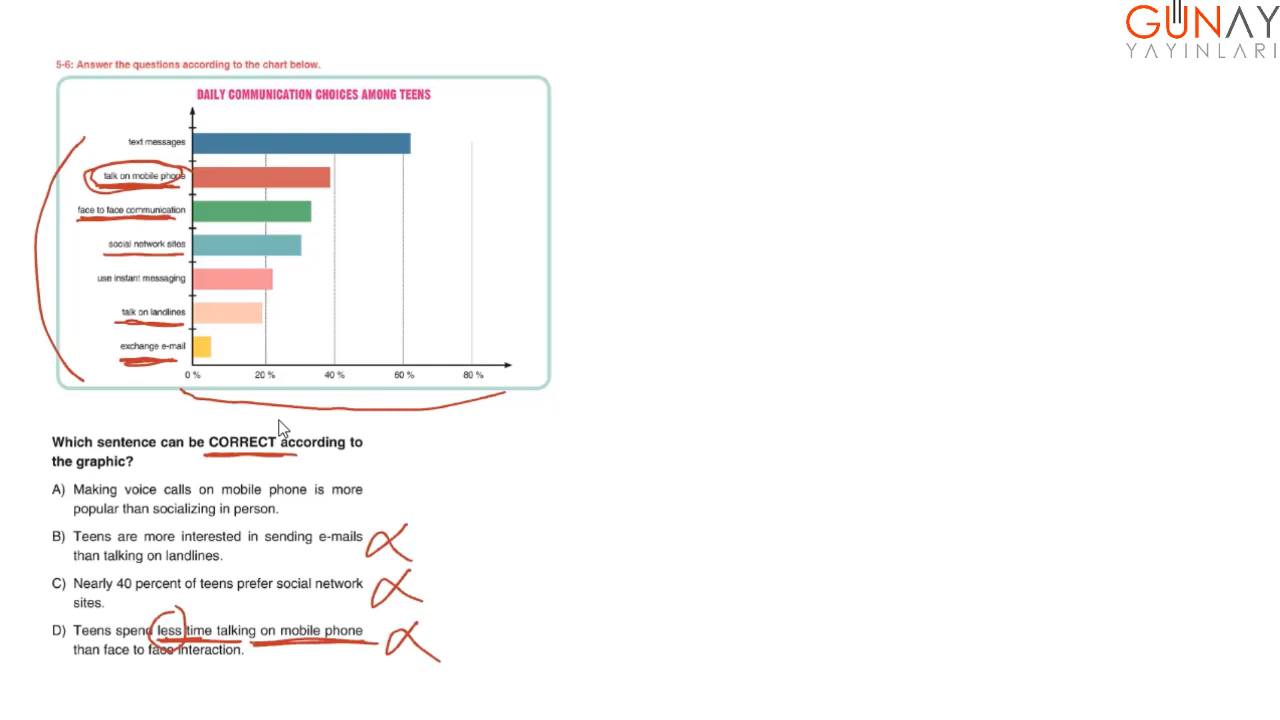 GÜNAY
YAYINLARI
5-6: Answer the questions according to the chart below.
DAILY COMMUNICATION CHOICES AMONG TEENS
text messages
talk on mobile phone
face to face communication
social network sites
use instant messaging
talk on landlines
exchange e-mail
0 % 20 % 40 % 60 % 80 %
Which sentence can be CORRECT according to
the graphic?
A) Making voice calls on mobile phone is more
popular than socializing in person.
B) Teens are more interested in sending e-mails
than talking on landlines.
C) Nearly 40 percent of teens prefer social network
sites.
D) Teens spend less time talking on mobile phone
than face to face interaction.